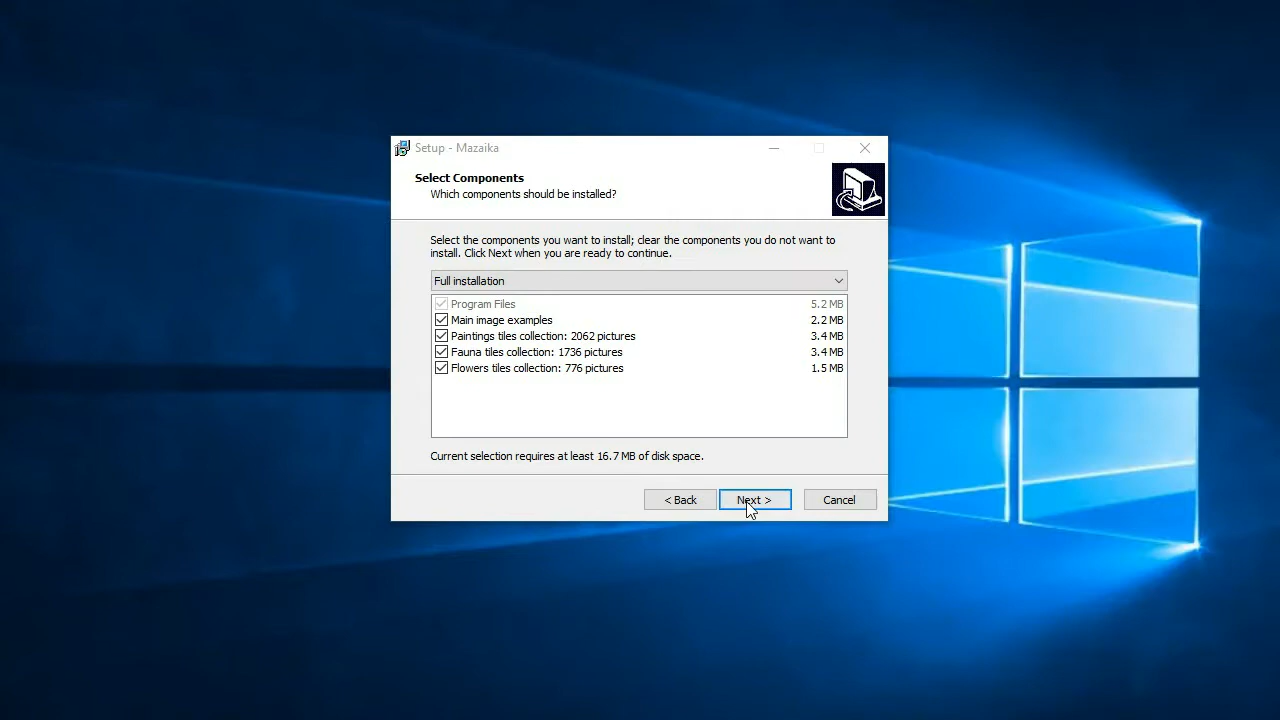 Setup - Mazaika
Select Components
Which components should be installed?
Select the components you want to install; clear the components you do not want to
install. Click Next when you are ready to continue.
Full installation
Program Files 5.2 MB
Main image examples 2.2 MB
Paintings tiles collection: 2062 pictures 3.4 MB
Fauna tiles collection: 1736 pictures 3.4 MB
Flowers tiles collection: 776 pictures 1.5 MB
Current selection requires at least 16.7 MB of disk space.
< Back Next > Cancel